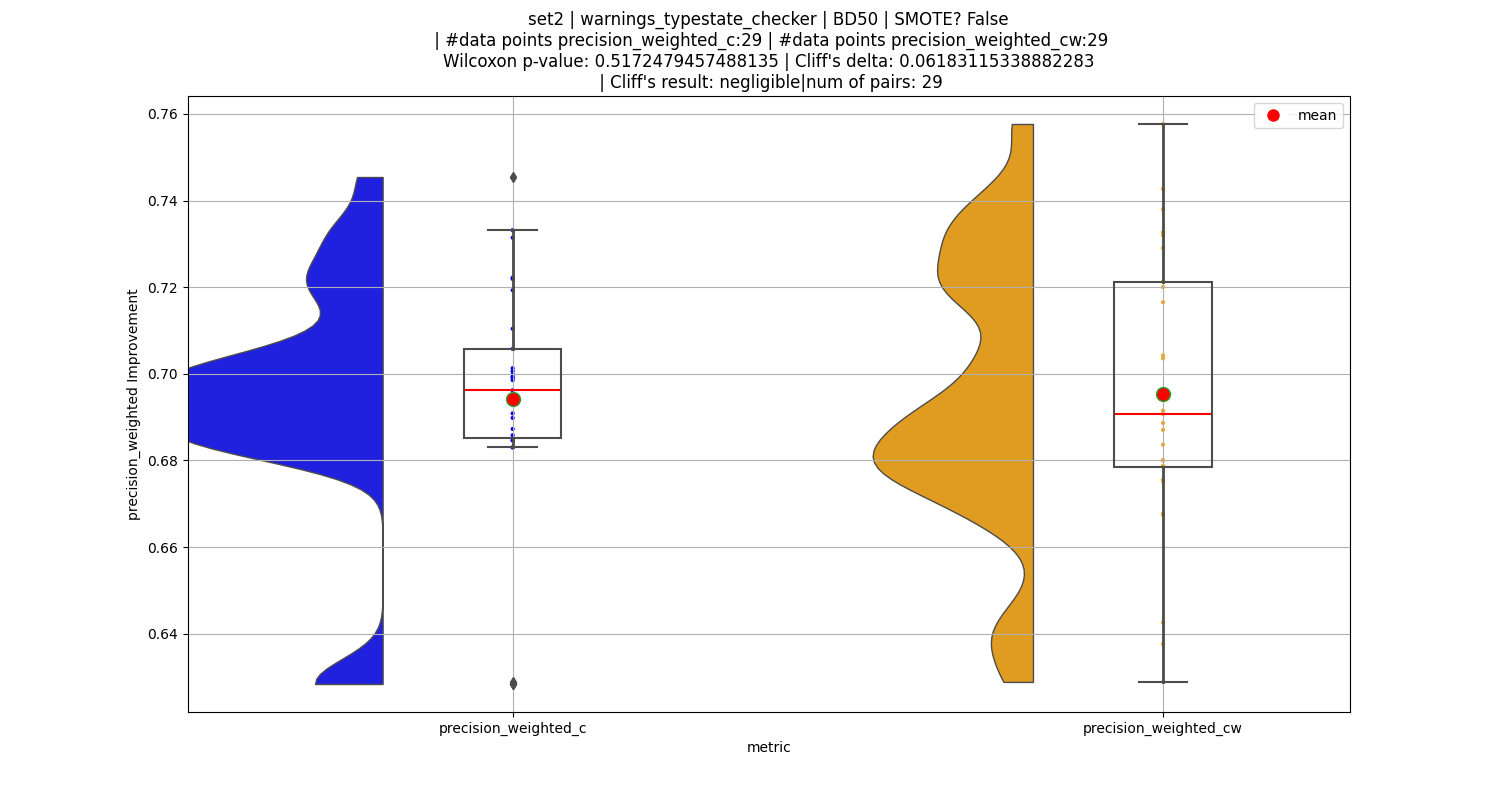 set2 | warnings_typestate_checker | BD50 | SMOTE? False
| #data points precision_weighted_c:29 | #data points precision_weighted_cw:29
Wilcoxon p-value: 0.5172479457488135 | Cliff's delta: 0.06183115338882283
| Cliff's result: negligible|num of pairs: 29
mean
0.76
0.74
0.72
0.70
0.68
0.66
0.64
precision_weighted Improvement
precision_weighted_c
precision_weighted_cw
metric